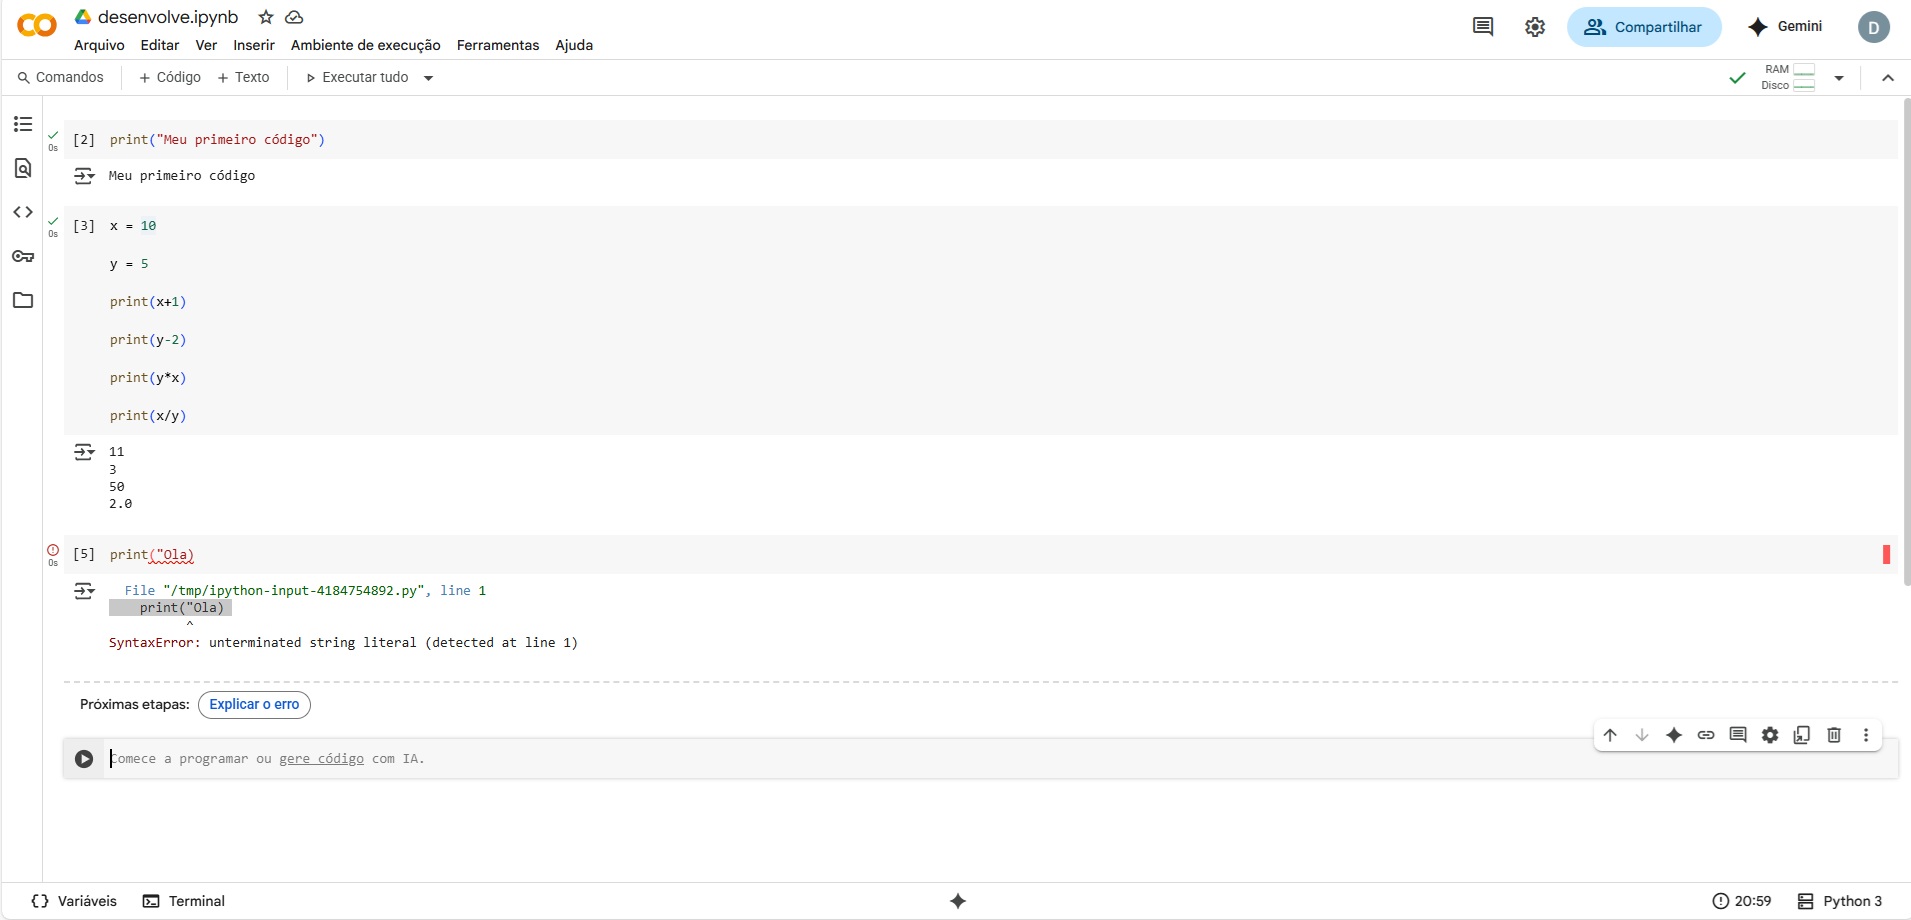 desenvolve.ipynb
Arquivo Editar Ver Inserir Ambiente de execução Ferramentas Ajuda
Compartilhar
Gemini
D
Comandos + Código + Texto Executar tudo
RAM
Disco
0s
[2] print("Meu primeiro código")
Meu primeiro código
0s
[3] x = 10
y = 5
print(x+1)
print(y-2)
print(y*x)
print(x/y)
11
3
50
2.0
0s
[5] print("Ola)
File "/tmp/ipython-input-4184754892.py", line 1
print("Ola)
^
SyntaxError: unterminated string literal (detected at line 1)
Próximas etapas: Explicar o erro
Comece a programar ou gere código com IA.
Variáveis Terminal
20:59 Python 3